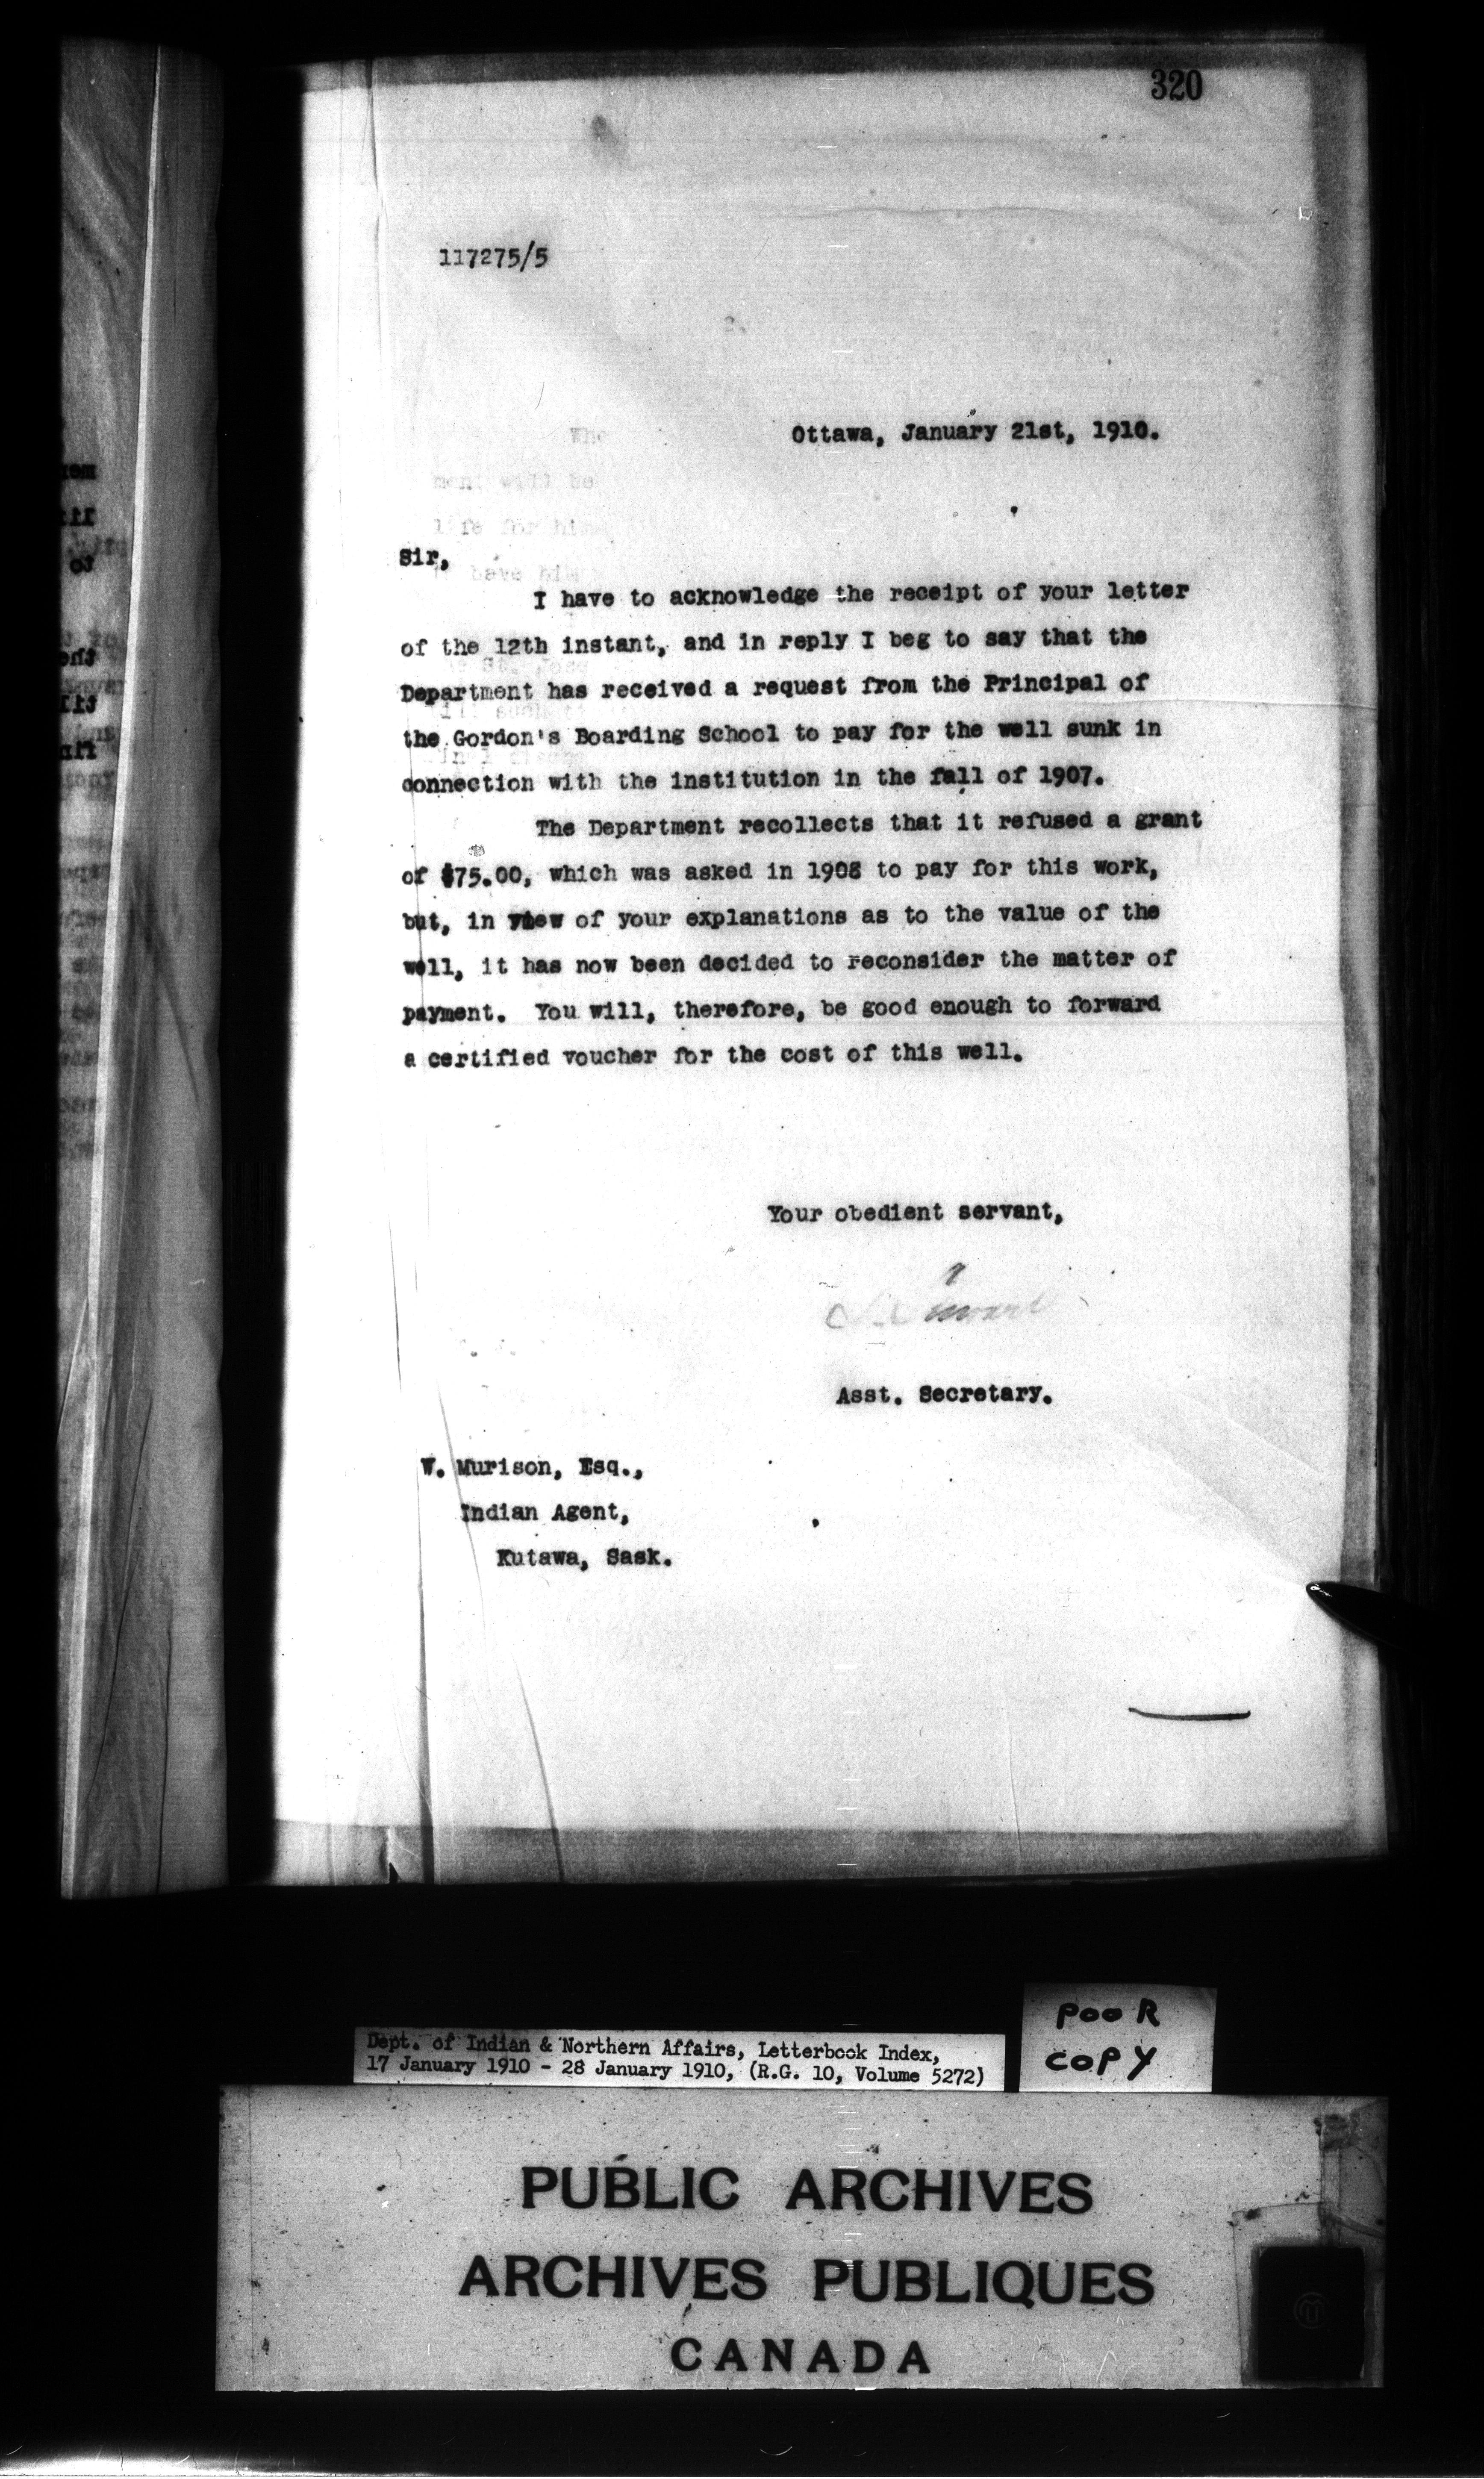 320
117275/5
2.
Ottawa, January 21st, 1910.
Sir,
I have to acknowledge the receipt of your letter
of the 12th instant, and in reply I beg to say that the
Department has received a request from the Principal of
the Gordon's Boarding School to pay for the well sunk in
connection with the institution in the fall of 1907.
The Department recollects that it refused a grant
of $75.00, which was asked in 1908 to pay for this work,
but, in view of your explanations as to the value of the
well, it has now been decided to reconsider the matter of
payment. You will, therefore, be good enough to forward
a certified voucher for the cost of this well.
Your obedient servant,
Asst. Secretary.
W. Murison, Esq.,
Indian Agent,
Kutawa, Sask.
Dept. of Indian & Northern Affairs, Letterbook Index,
17 January 1910 - 28 January 1910, (R.G. 10, Volume 5272)
POOR
COPY
PUBLIC ARCHIVES
ARCHIVES PUBLIQUES
CANADA